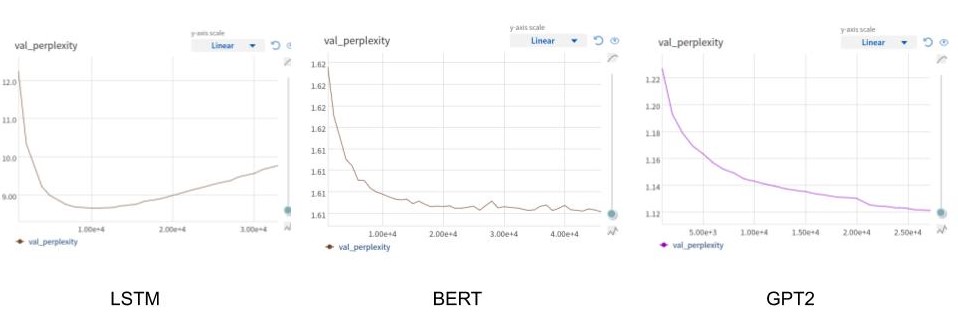 y-axis scale
val_perplexity
Linear
12.0
11.0
10.0
9.00
1.00e+4 2.00e+4 3.00e+4
val_perplexity
LSTM
y-axis scale
val_perplexity
Linear
1.62
1.62
1.62
1.62
1.61
1.61
1.61
1.61
1.00e+4 2.00e+4 3.00e+4 4.00e+4
val_perplexity
BERT
y-axis scale
val_perplexity
Linear
1.22
1.20
1.18
1.16
1.14
1.12
5.00e+3 1.00e+4 1.50e+4 2.00e+4 2.50e+4
val_perplexity
GPT2